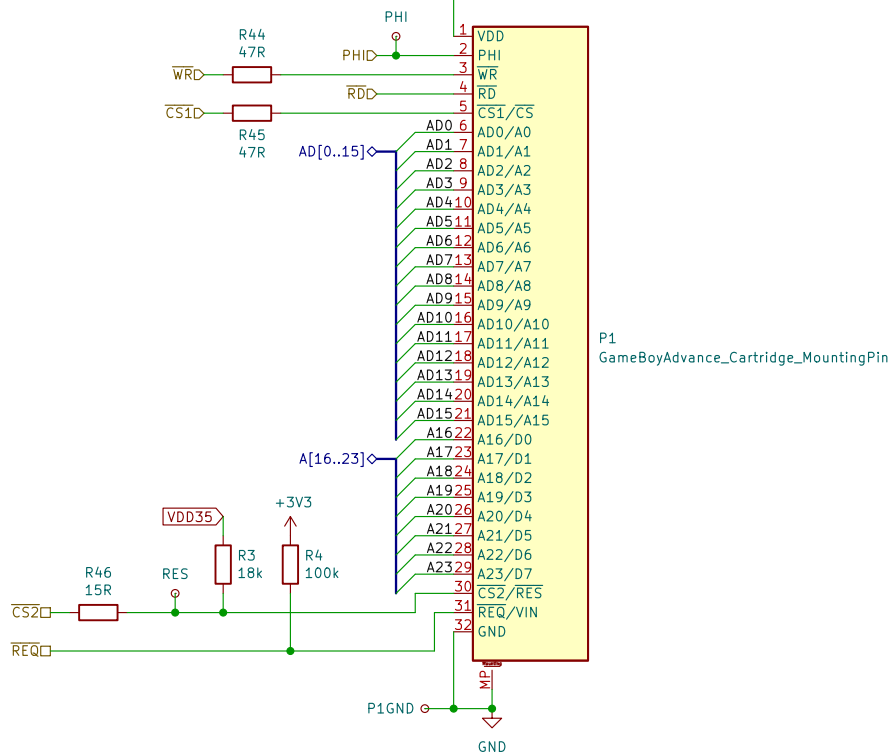 PHI
1 VDD
R44
47R
PHI 2 PHI
WR 3 WR
RD 4 RD
CS1 5 CS1/CS
R45
47R
AD0 6 AD0/A0
AD[0..15] AD1 7 AD1/A1
AD2 8 AD2/A2
AD3 9 AD3/A3
AD4 10 AD4/A4
AD5 11 AD5/A5
AD6 12 AD6/A6
AD7 13 AD7/A7
AD8 14 AD8/A8
AD9 15 AD9/A9
AD10 16 AD10/A10
AD11 17 AD11/A11
AD12 18 AD12/A12
AD13 19 AD13/A13
AD14 20 AD14/A14
AD15 21 AD15/A15
P1
GameBoyAdvance_Cartridge_MountingPin
A16 22 A16/D0
A[16..23] A17 23 A17/D1
A18 24 A18/D2
A19 25 A19/D3
A20 26 A20/D4
A21 27 A21/D5
A22 28 A22/D6
A23 29 A23/D7
30 CS2/RES
31 REQ/VIN
32 GND
+3V3
VDD35
R3
18k
R4
100k
RES
R46
15R
CS2
REQ
MP
P1GND
GND